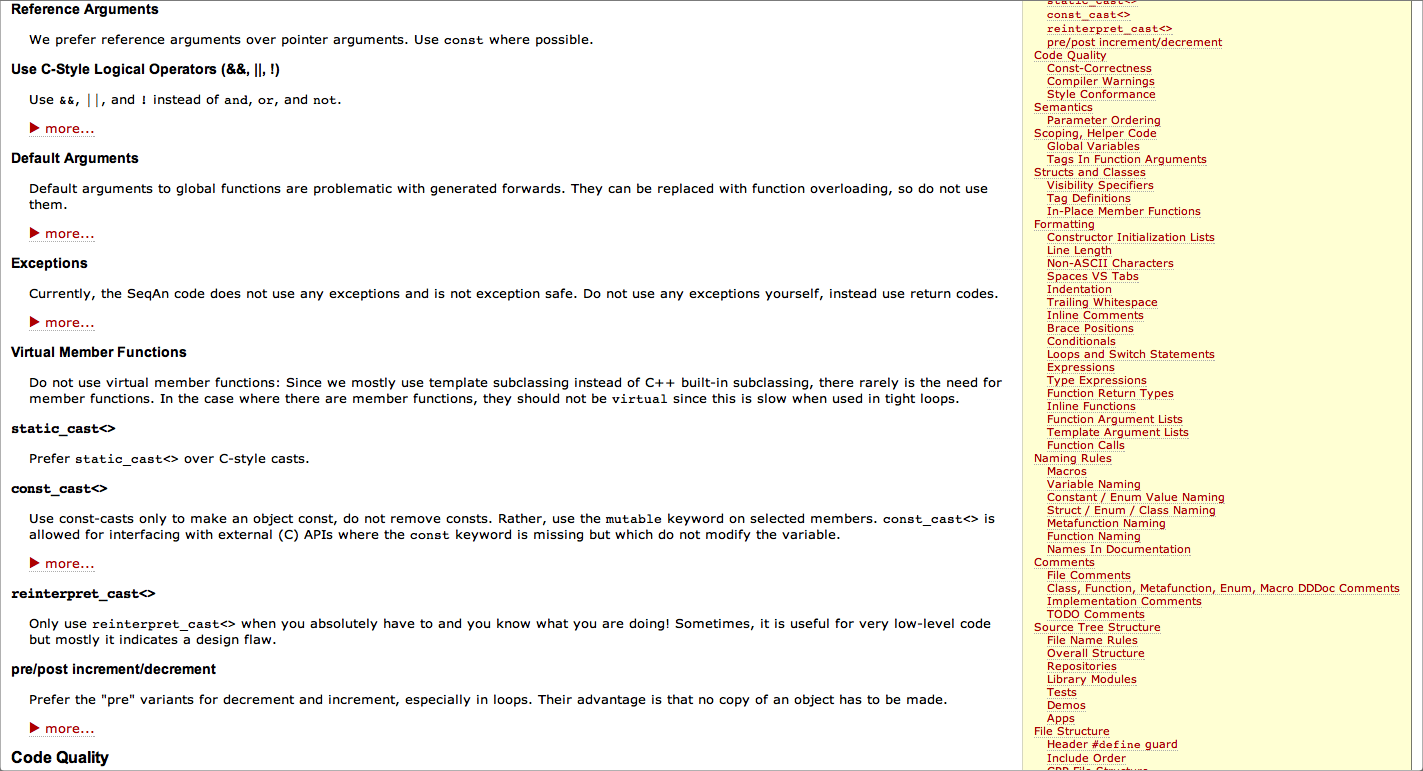 Reference Arguments
We prefer reference arguments over pointer arguments. Use const where possible.
Use C-Style Logical Operators (&&, ||, !)
Use &&, ||, and ! instead of and, or, and not.
▶ more...
Default Arguments
Default arguments to global functions are problematic with generated forwards. They can be replaced with function overloading, so do not use
them.
▶ more...
Exceptions
Currently, the SeqAn code does not use any exceptions and is not exception safe. Do not use any exceptions yourself, instead use return codes.
▶ more...
Virtual Member Functions
Do not use virtual member functions: Since we mostly use template subclassing instead of C++ built-in subclassing, there rarely is the need for
member functions. In the case where there are member functions, they should not be virtual since this is slow when used in tight loops.
static_cast<>
Prefer static_cast<> over C-style casts.
const_cast<>
Use const-casts only to make an object const, do not remove consts. Rather, use the mutable keyword on selected members. const_cast<> is
allowed for interfacing with external (C) APIs where the const keyword is missing but which do not modify the variable.
▶ more...
reinterpret_cast<>
Only use reinterpret_cast<> when you absolutely have to and you know what you are doing! Sometimes, it is useful for very low-level code
but mostly it indicates a design flaw.
pre/post increment/decrement
Prefer the "pre" variants for decrement and increment, especially in loops. Their advantage is that no copy of an object has to be made.
▶ more...
Code Quality
static_cast<>
const_cast<>
reinterpret_cast<>
pre/post increment/decrement
Code Quality
Const-Correctness
Compiler Warnings
Style Conformance
Semantics
Parameter Ordering
Scoping, Helper Code
Global Variables
Tags In Function Arguments
Structs and Classes
Visibility Specifiers
Tag Definitions
In-Place Member Functions
Formatting
Constructor Initialization Lists
Line Length
Non-ASCII Characters
Spaces VS Tabs
Indentation
Trailing Whitespace
Inline Comments
Brace Positions
Conditionals
Loops and Switch Statements
Expressions
Type Expressions
Function Return Types
Inline Functions
Function Argument Lists
Template Argument Lists
Function Calls
Naming Rules
Macros
Variable Naming
Constant / Enum Value Naming
Struct / Enum / Class Naming
Metafunction Naming
Function Naming
Names In Documentation
Comments
File Comments
Class, Function, Metafunction, Enum, Macro DDDoc Comments
Implementation Comments
TODO Comments
Source Tree Structure
File Name Rules
Overall Structure
Repositories
Library Modules
Tests
Demos
Apps
File Structure
Header #define guard
Include Order
CPP File Structure